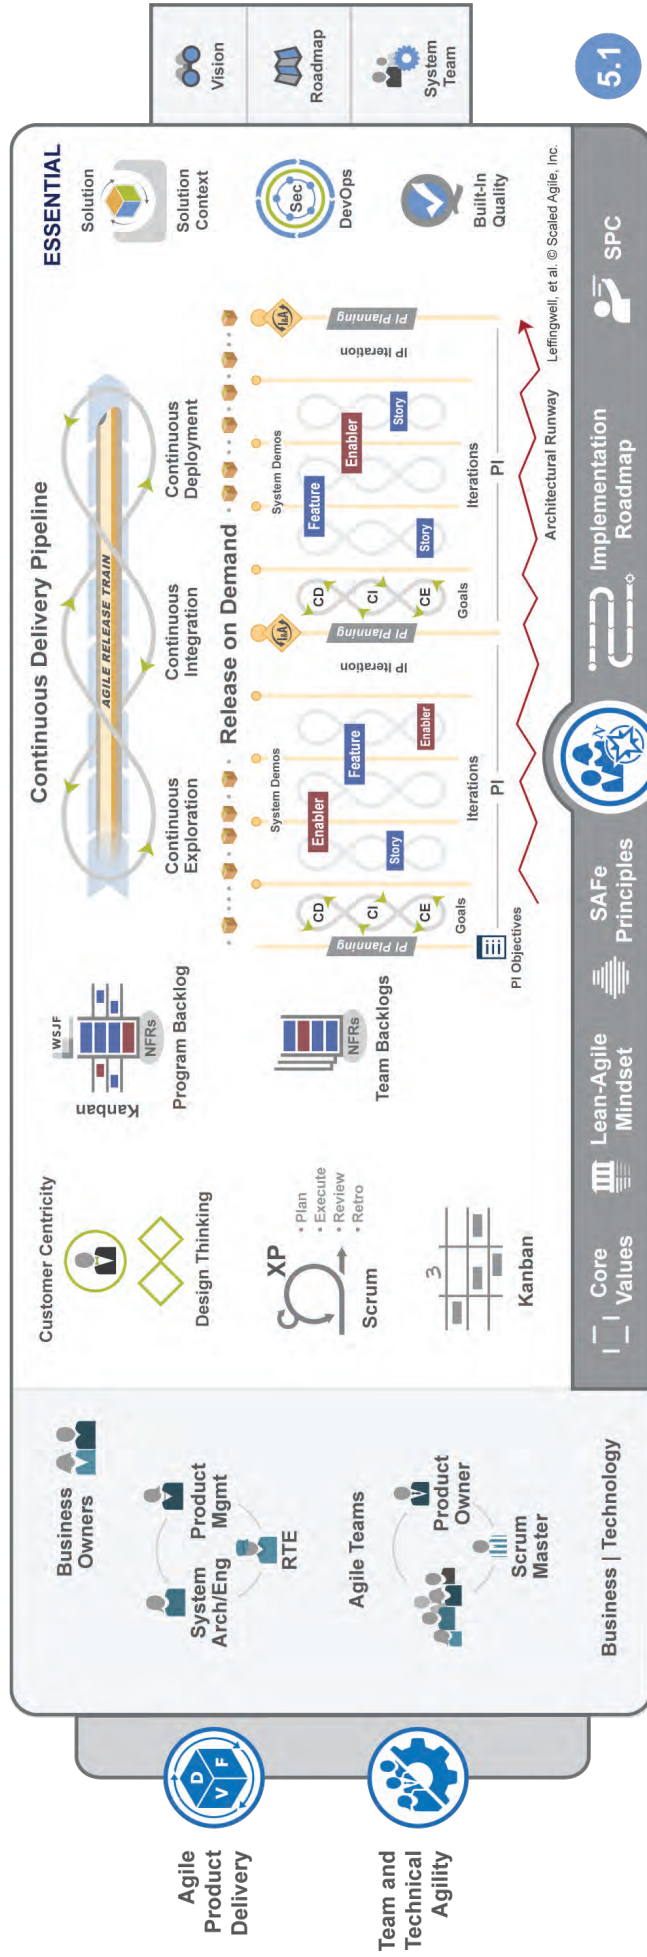 Agile
Product
Delivery
D
V
F
Team and
Technical
Agility
Business
Owners
System
Arch/Eng
Product
Mgmt
RTE
Agile Teams
Product
Owner
Scrum
Master
Business | Technology
Customer Centricity
Design Thinking
XP
Scrum
• Plan
• Execute
• Review
• Retro
3
Kanban
Kanban
WSJF
NFRs
Program Backlog
NFRs
Team Backlogs
Continuous Delivery Pipeline
AGILE RELEASE TRAIN
Continuous
Exploration
Continuous
Integration
Continuous
Deployment
Release on Demand
PI Planning
CD
CI
CE
Goals
System Demos
Enabler
Story
Feature
Enabler
Iterations
IP Iteration
I&A
PI Planning
PI
PI Objectives
CD
CI
CE
Goals
System Demos
Feature
Story
Enabler
Story
Iterations
IP Iteration
I&A
PI Planning
PI
Architectural Runway
ESSENTIAL
Solution
Solution
Context
Sec
DevOps
Built-In
Quality
Vision
Roadmap
System
Team
Leffingwell, et al. © Scaled Agile, Inc.
Core
Values
Lean-Agile
Mindset
SAFe
Principles
N
Implementation
Roadmap
SPC
5.1